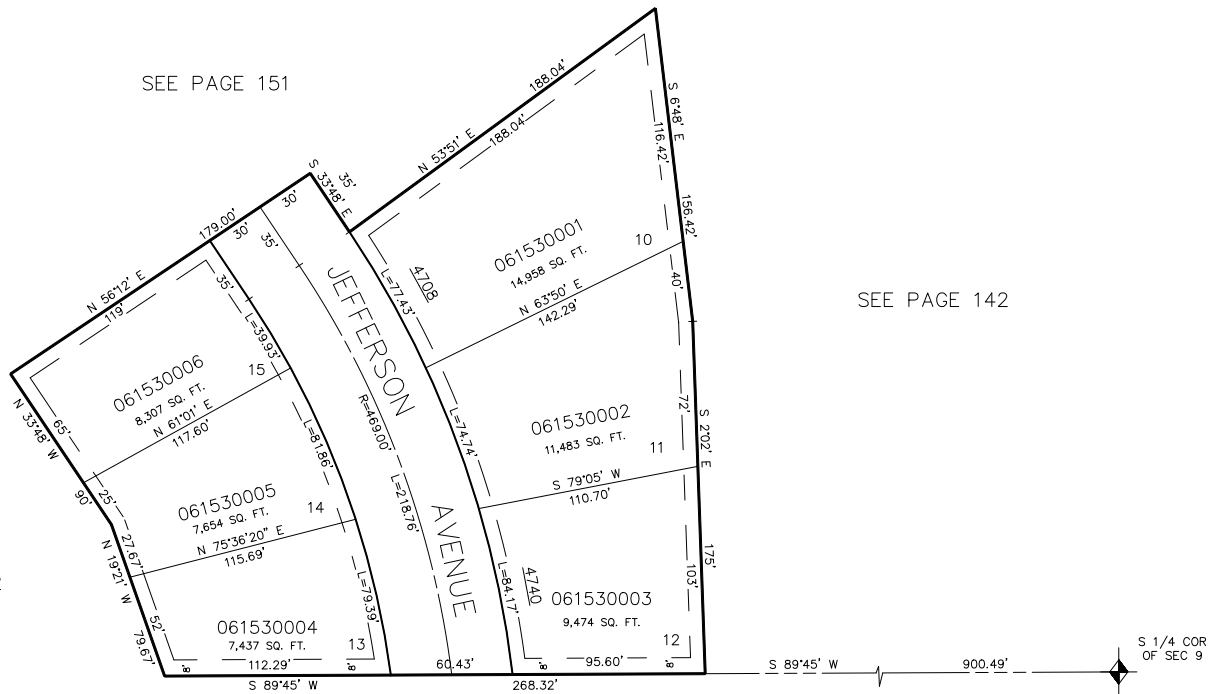 SEE PAGE 151
188.04'
188.04'
N 53°51' E
S 6°48' E
116.42'
156.42'
S 33°48' E
35'
30'
30'
179.00'
35'
35'
N 56°12' E
119'
JEFFERSON
AVENUE
L=77.43'
4708
061530001
14,958 SQ. FT.
10
N 63°50' E
142.29'
40'
SEE PAGE 142
061530006
8,307 SQ. FT.
15
L=39.93'
N 61°01' E
117.60'
N 33°48' W
65'
90'
25'
R=469.00'
L=218.76'
L=81.86'
L=74.74'
061530002
11,483 SQ. FT.
11
72'
S 2°02' E
S 79°05' W
110.70'
061530005
7,654 SQ. FT.
14
N 75°36'20" E
115.69'
27.67'
N 19°21' W
79.67'
52'
L=79.39'
L=84.17'
4740
061530003
9,474 SQ. FT.
12
103'
175'
061530004
7,437 SQ. FT.
13
8'
112.29'
8'
60.43'
8'
95.60'
8'
S 89°45' W
268.32'
S 89°45' W
900.49'
S 1/4 COR
OF SEC 9